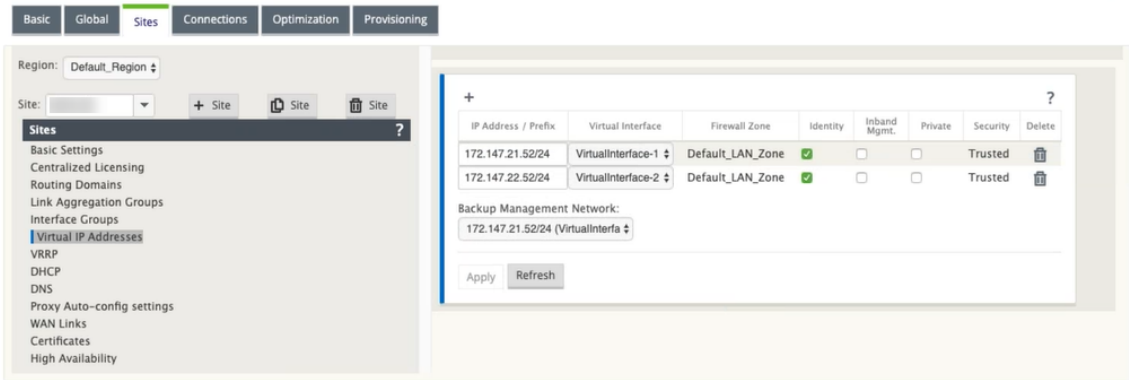 Basic Global Sites Connections Optimization Provisioning
Region: Default_Region
Site: + Site Site Site
Sites ?
Basic Settings
Centralized Licensing
Routing Domains
Link Aggregation Groups
Interface Groups
Virtual IP Addresses
VRRP
DHCP
DNS
Proxy Auto-config settings
WAN Links
Certificates
High Availability
+ ?
IP Address / Prefix Virtual Interface Firewall Zone Identity Inband Mgmt. Private Security Delete
172.147.21.52/24 VirtualInterface-1 Default_LAN_Zone Trusted
172.147.22.52/24 VirtualInterface-2 Default_LAN_Zone Trusted
Backup Management Network:
172.147.21.52/24 (VirtualInterfa
Apply Refresh